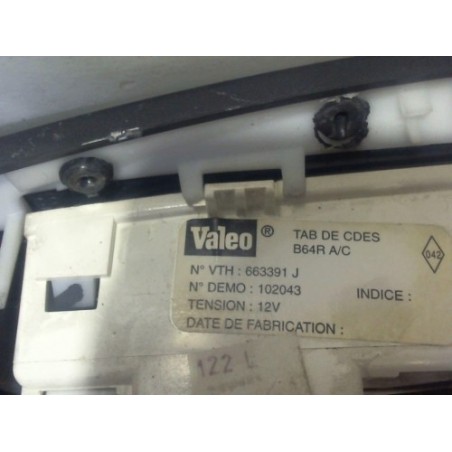 Valeo ® TAB DE CDES
B64R A/C
042
N° VTH : 663391 J
N° DEMO : 102043 INDICE :
TENSION : 12V
DATE DE FABRICATION :
122 L